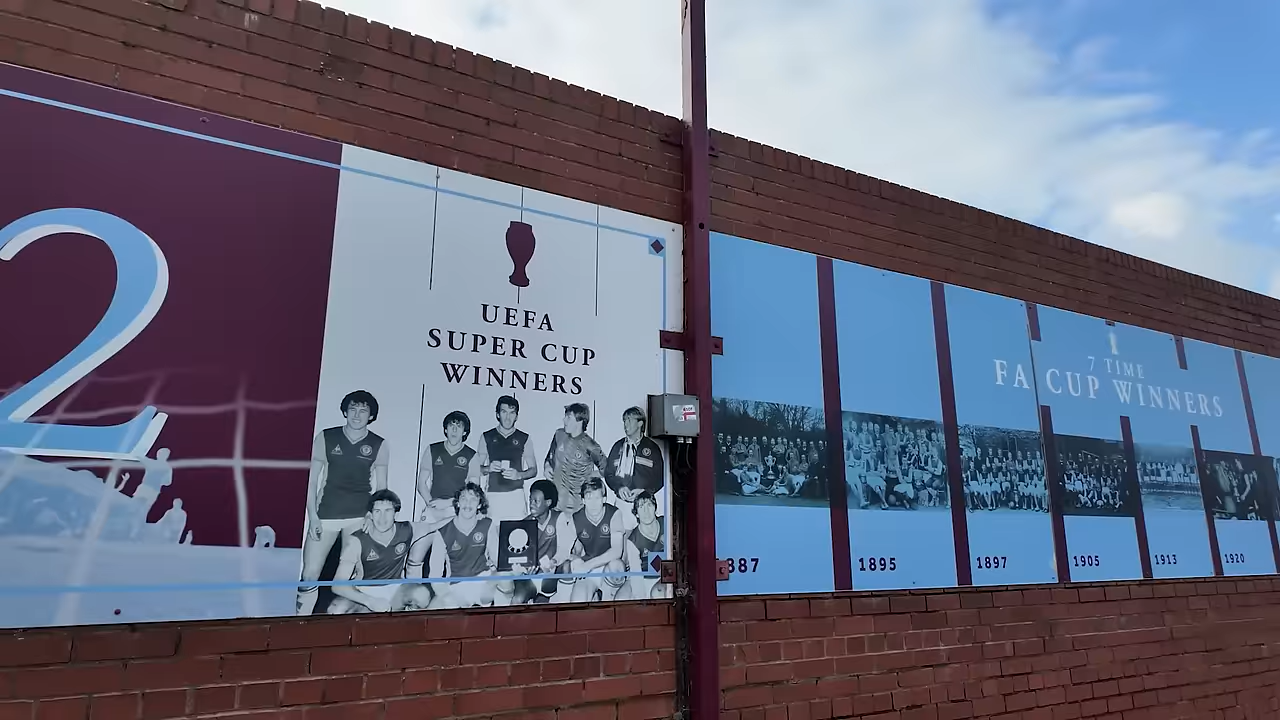 2
UEFA
SUPER CUP
WINNERS
7 TIME
FA CUP WINNERS
887
1895
1897
1905
1913
1920